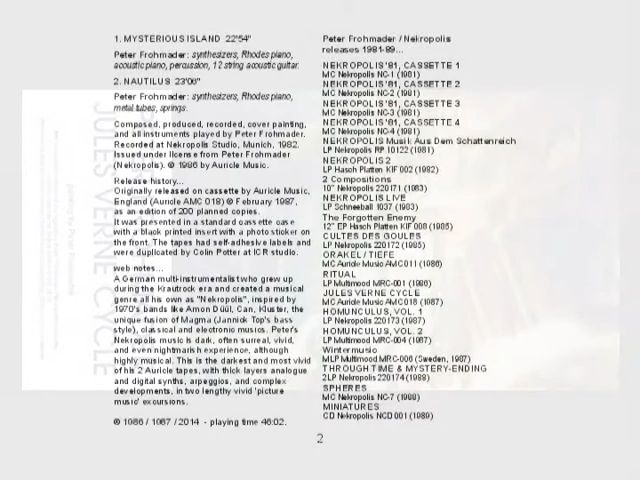 1. MYSTERIOUS ISLAND 22'54"
Peter Frohmader: synthesizers, Rhodes piano,
acoustic piano, percussion, 12 string acoustic guitar.
2. NAUTILUS 23'06"
Peter Frohmader: synthesizers, Rhodes piano,
metal tubes, springs.
Composed, produced, recorded, cover painting,
and all instruments played by Peter Frohmader.
Recorded at Nekropolis Studio, Munich, 1982.
Issued under license from Peter Frohmader
(Nekropolis). © 1986 by Auricle Music.
Release history...
Originally released on cassette by Auricle Music,
England (Auricle AMC 018) © February 1987,
as an edition of 200 planned copies.
It was presented in a standard cassette case
with a black printed insert with a photo sticker on
the front. The tapes had self-adhesive labels and
were duplicated by Colin Potter at ICR studio.
web notes...
A German multi-instrumentalist who grew up
during the Krautrock era and created a musical
genre all his own as "Nekropolis", inspired by
1970's bands like Amon Düül, Can, Kluster, the
unique fusion of Magma (Jannick Top's bass
style), classical and electronic musics. Peter's
Nekropolis music is dark, often surreal, vivid,
and even nightmarish experience, although
highly musical. This is the darkest and most vivid
of his 2 Auricle tapes, with thick layers analogue
and digital synths, arpeggios, and complex
developments, in two lengthy vivid 'picture
music' excursions.
℗ 1986 / 1987 / 2014 - playing time 46:02.
Peter Frohmader / Nekropolis
releases 1981-89...
NEKROPOLIS '81, CASSETTE 1
MC Nekropolis NC-1 (1981)
NEKROPOLIS '81, CASSETTE 2
MC Nekropolis NC-2 (1981)
NEKROPOLIS '81, CASSETTE 3
MC Nekropolis NC-3 (1981)
NEKROPOLIS '81, CASSETTE 4
MC Nekropolis NC-4 (1981)
NEKROPOLIS Musik Aus Dem Schattenreich
LP Nekropolis RP 10122 (1981)
NEKROPOLIS 2
LP Hasch Platten KIF 002 (1982)
2 Compositions
10" Nekropolis 220171 (1983)
NEKROPOLIS LIVE
LP Schneeball 1037 (1983)
The Forgotten Enemy
12" EP Hasch Platten KIF 008 (1985)
CULTES DES GOULES
LP Nekropolis 220172 (1985)
ORAKEL / TIEFE
MC Auricle Music AMC011 (1986)
RITUAL
LP Multimood MRC-001 (1986)
JULES VERNE CYCLE
MC Auricle Music AMC018 (1987)
HOMUNCULUS, VOL. 1
LP Nekropolis 220173 (1987)
HOMUNCULUS, VOL. 2
LP Multimood MRC-004 (1987)
Wintermusic
MLP Multimood MRC-006 (Sweden, 1987)
THROUGH TIME & MYSTERY-ENDING
2LP Nekropolis 220174 (1988)
SPHERES
MC Nekropolis NC-7 (1988)
MINIATURES
CD Nekropolis NCD 001 (1989)
2
JULES VERNE CYCLE